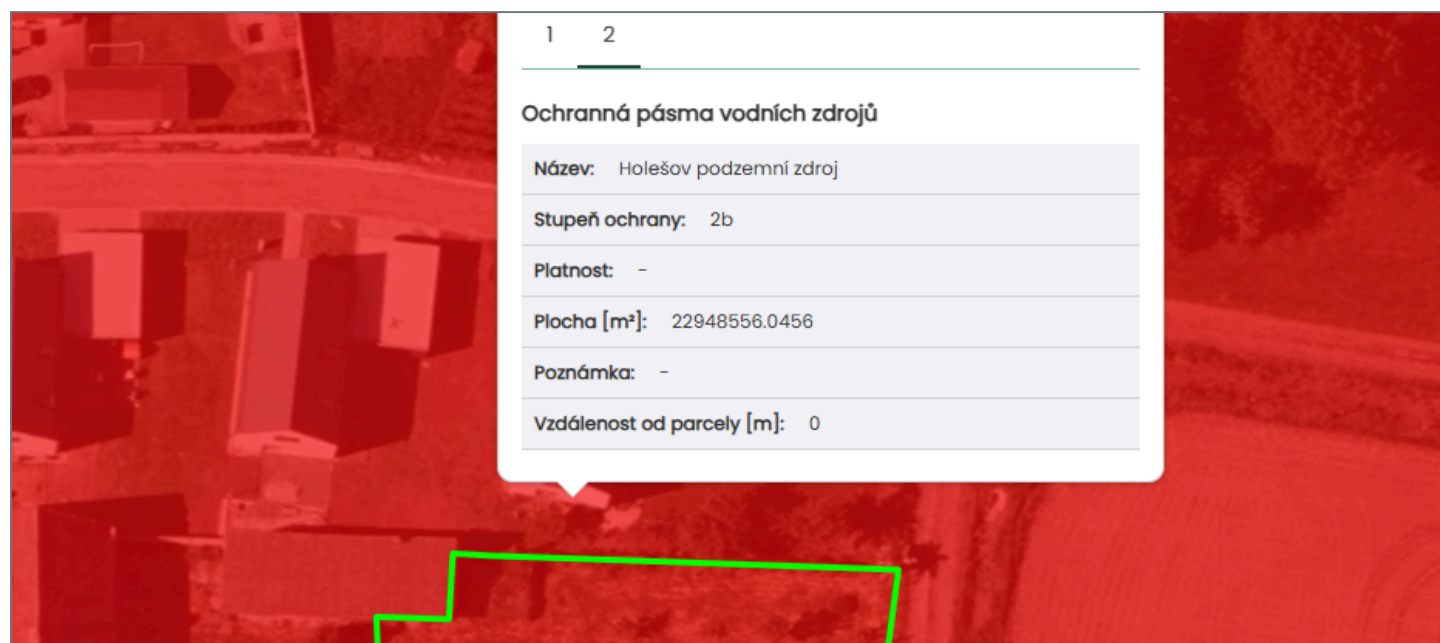 1 2
Ochranná pásma vodních zdrojů
Název: Holešov podzemní zdroj
Stupeň ochrany: 2b
Platnost: -
Plocha [m²]: 22948556.0456
Poznámka: -
Vzdálenost od parcely [m]: 0